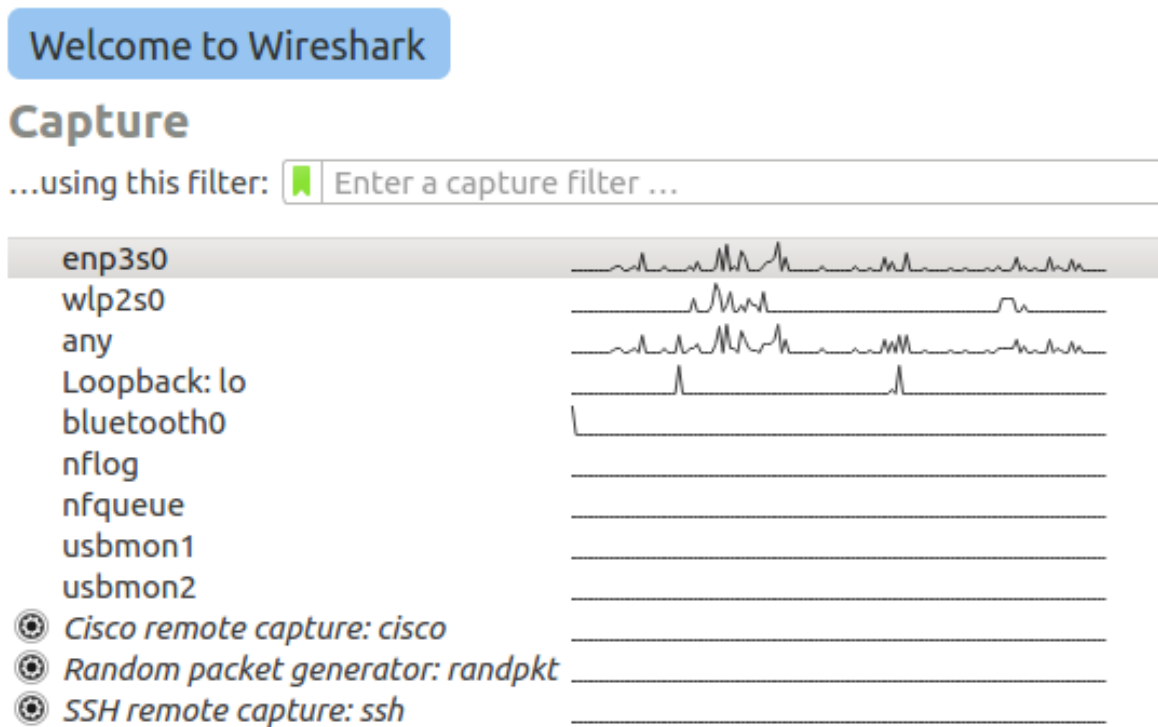 Welcome to Wireshark
Capture
...using this filter: Enter a capture filter ...
enp3s0
wlp2s0
any
Loopback: lo
bluetooth0
nflog
nfqueue
usbmon1
usbmon2
Cisco remote capture: cisco
Random packet generator: randpkt
SSH remote capture: ssh